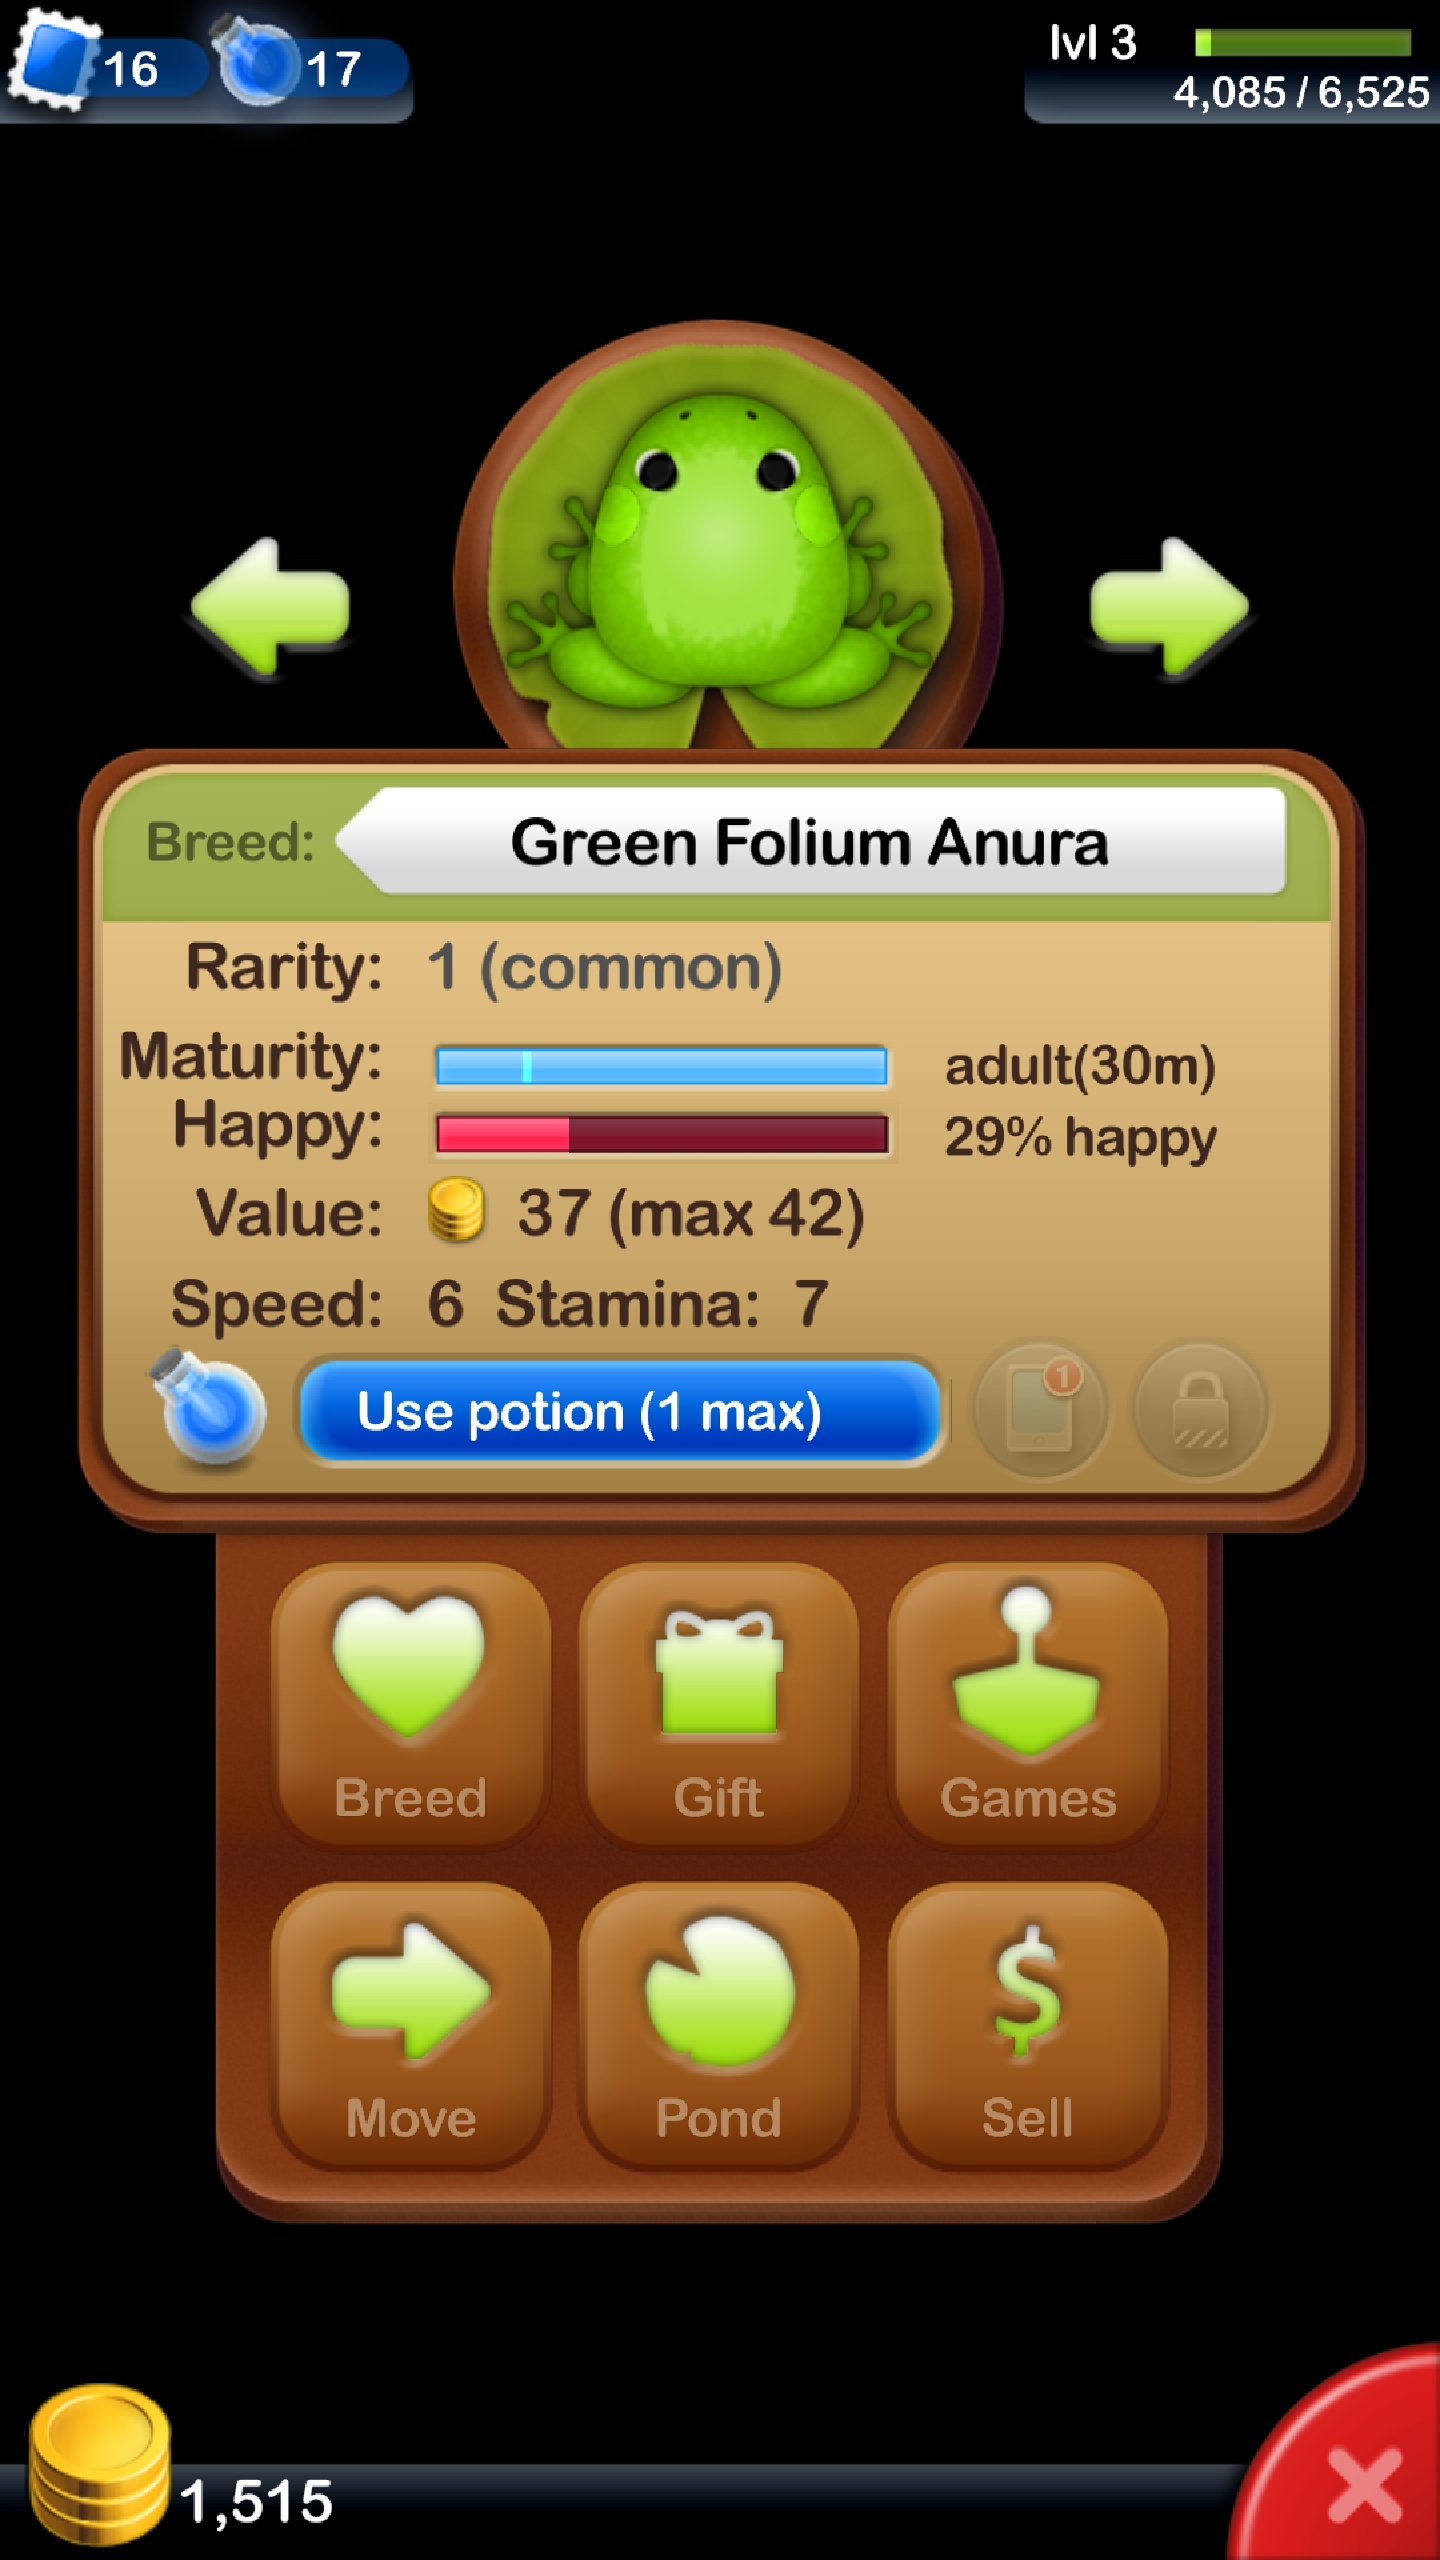 16
17
lvl 3
4,085 / 6,525
Breed:
Green Folium Anura
Rarity: 1 (common)
Maturity: adult(30m)
Happy: 29% happy
Value: 37 (max 42)
Speed: 6 Stamina: 7
Use potion (1 max)
1
Breed
Gift
Games
Move
Pond
Sell
1,515